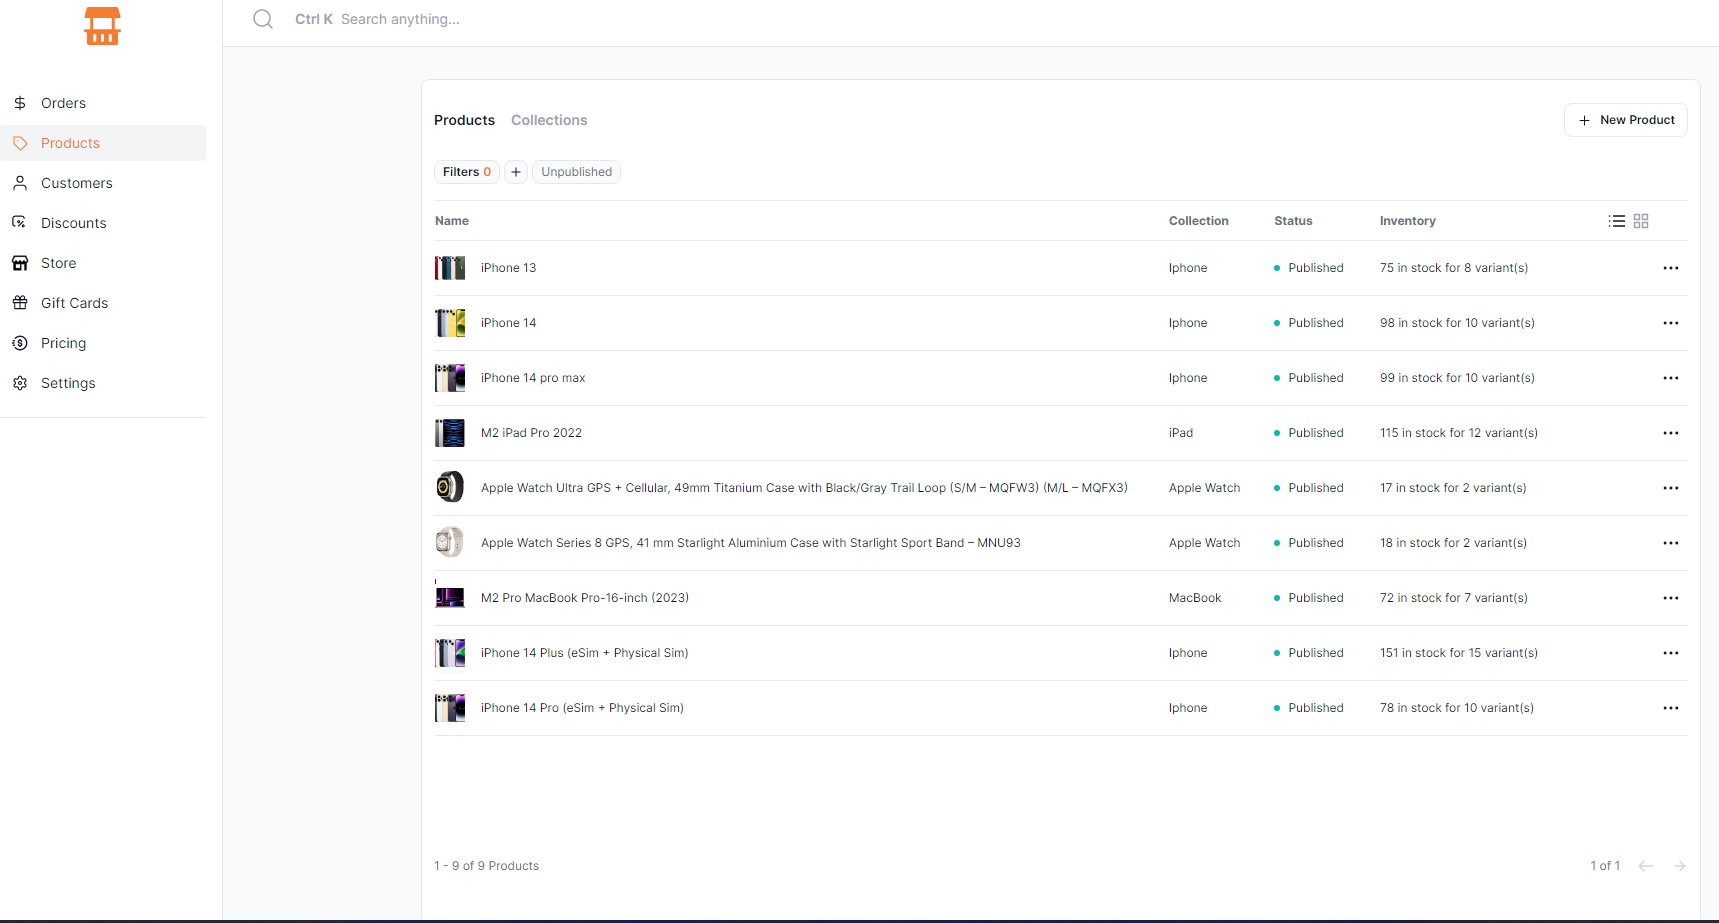 Ctrl K Search anything...
Orders
Products
Customers
Discounts
Store
Gift Cards
Pricing
Settings
Products Collections + New Product
Filters 0 + Unpublished
Name Collection Status Inventory
iPhone 13 Iphone Published 75 in stock for 8 variant(s)
iPhone 14 Iphone Published 98 in stock for 10 variant(s)
iPhone 14 pro max Iphone Published 99 in stock for 10 variant(s)
M2 iPad Pro 2022 iPad Published 115 in stock for 12 variant(s)
Apple Watch Ultra GPS + Cellular, 49mm Titanium Case with Black/Gray Trail Loop (S/M – MQFW3) (M/L – MQFX3) Apple Watch Published 17 in stock for 2 variant(s)
Apple Watch Series 8 GPS, 41 mm Starlight Aluminium Case with Starlight Sport Band – MNU93 Apple Watch Published 18 in stock for 2 variant(s)
M2 Pro MacBook Pro-16-inch (2023) MacBook Published 72 in stock for 7 variant(s)
iPhone 14 Plus (eSim + Physical Sim) Iphone Published 151 in stock for 15 variant(s)
iPhone 14 Pro (eSim + Physical Sim) Iphone Published 78 in stock for 10 variant(s)
1 - 9 of 9 Products 1 of 1